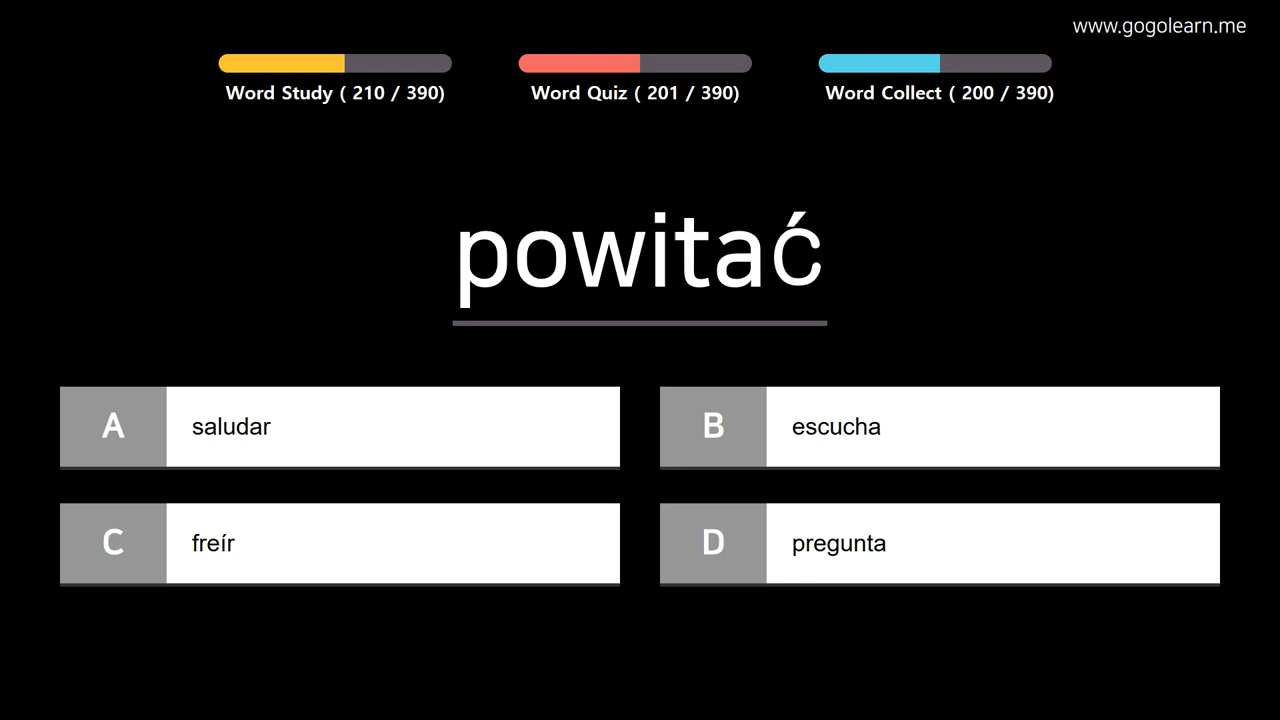 www.gogolearn.me
Word Study ( 210 / 390)
Word Quiz ( 201 / 390)
Word Collect ( 200 / 390)
powitać
A saludar
B escucha
C freír
D pregunta